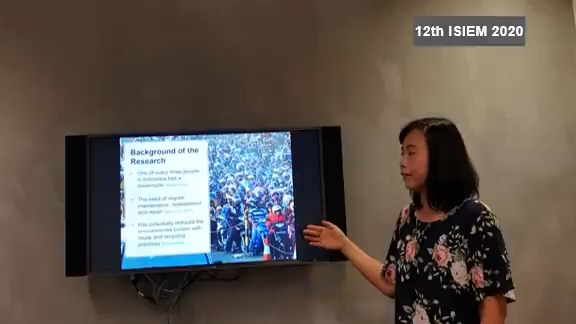 12th ISIEM 2020
Background of the
Research
One of every three people
in Indonesia has a
motorcycle
The need of regular
maintenance, replacement
and repair
Has potentially reduced the
environmental burden with
reuse and recycling
practices